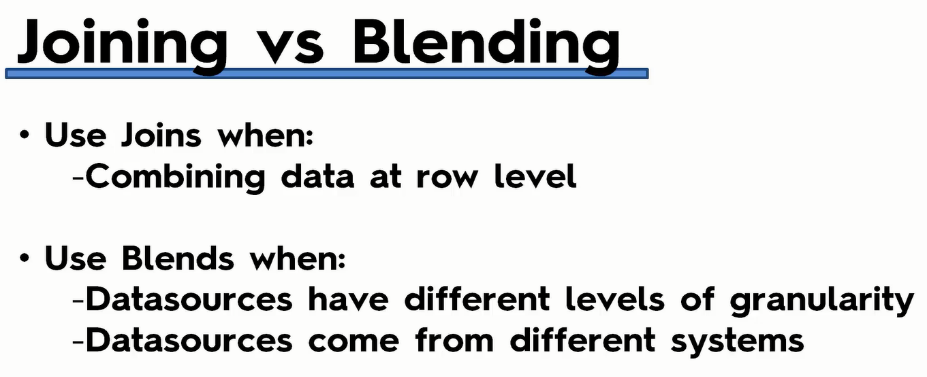 Joining vs Blending
• Use Joins when:
-Combining data at row level
• Use Blends when:
-Datasources have different levels of granularity
-Datasources come from different systems